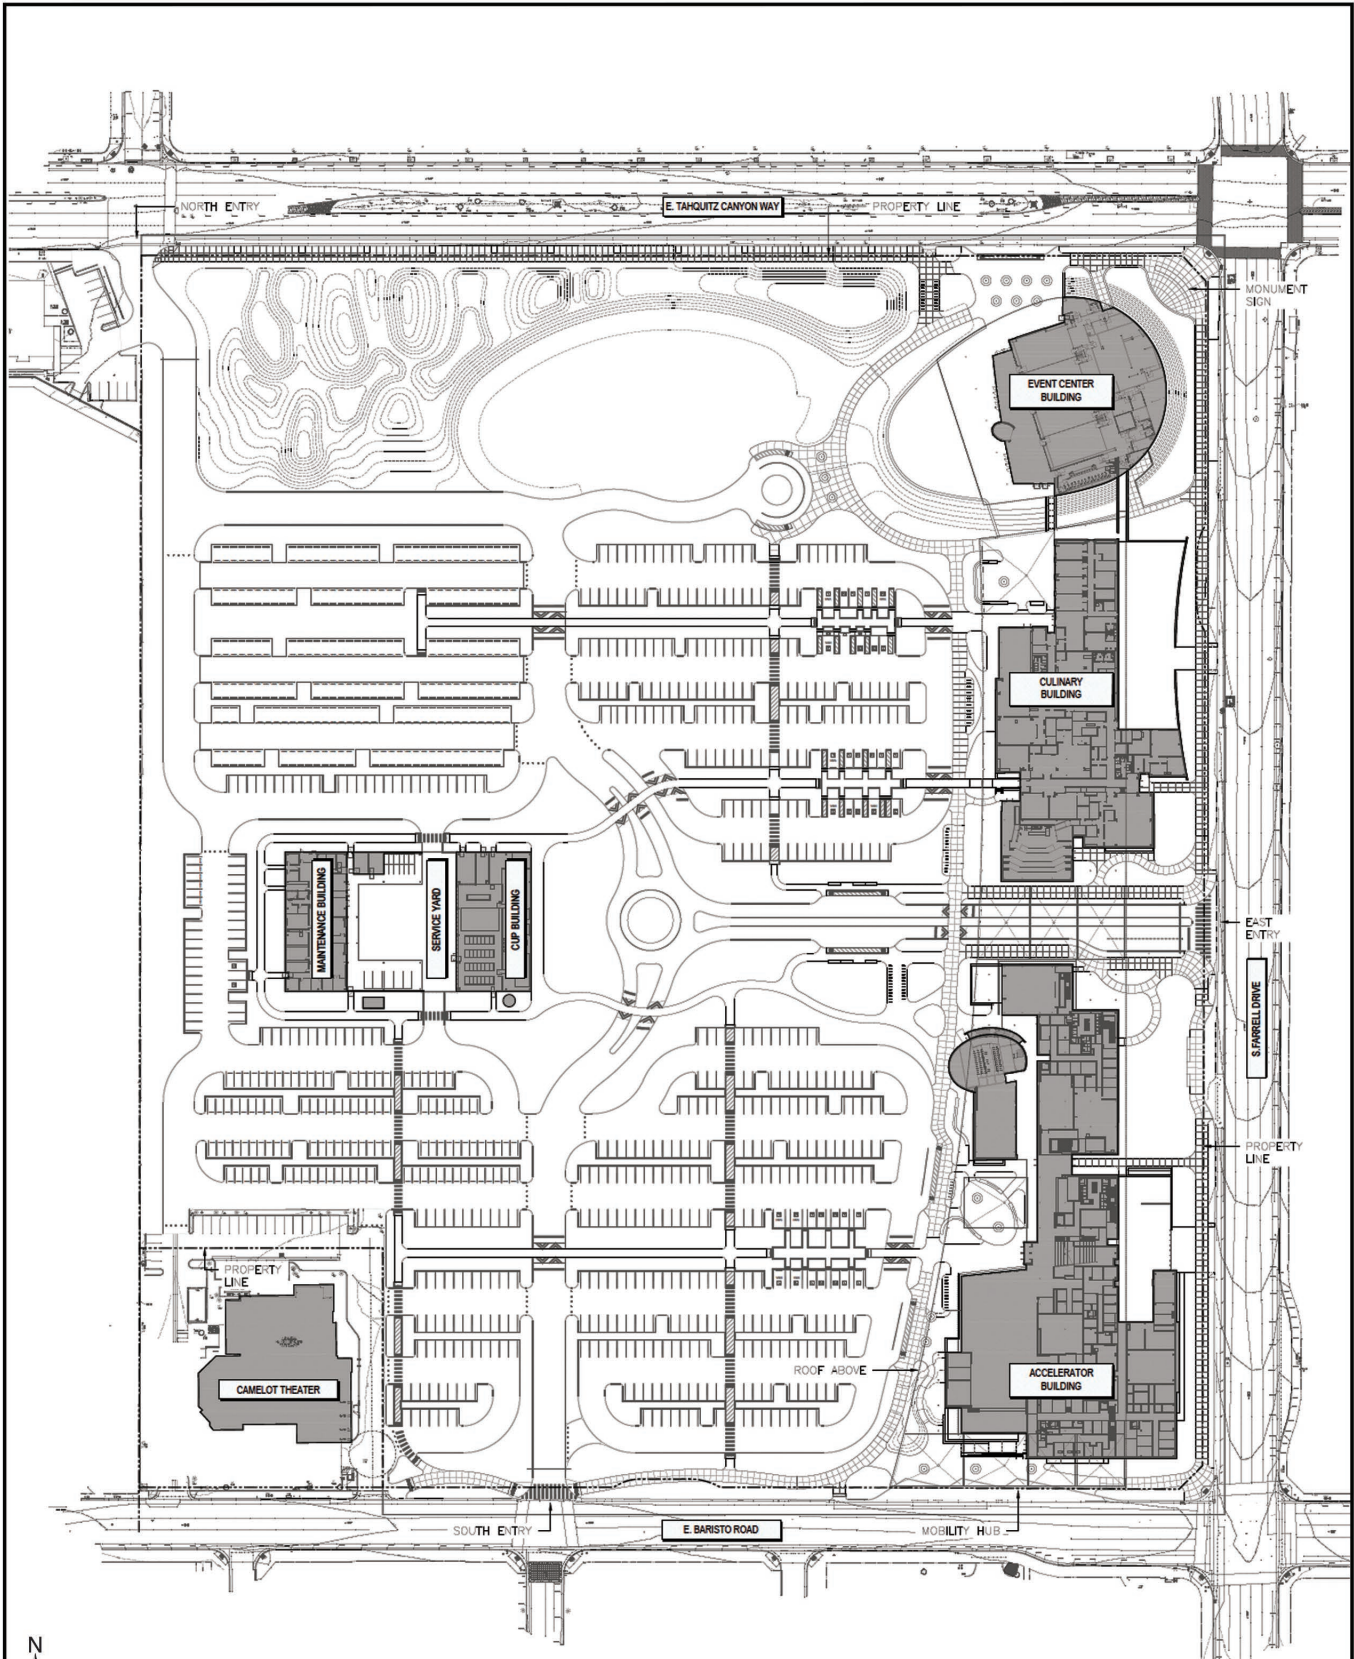 NORTH ENTRY
E. TAHQUITZ CANYON WAY
PROPERTY LINE
MONUMENT
SIGN
EVENT CENTER
BUILDING
CULINARY
BUILDING
MAINTENANCE BUILDING
SERVICE YARD
CUP BUILDING
EAST
ENTRY
S.FARRELL DRIVE
PROPERTY
LINE
PROPERTY
LINE
ROOF ABOVE
CAMELOT THEATER
ACCELERATOR
BUILDING
SOUTH ENTRY
E. BARISTO ROAD
MOBILITY HUB
N